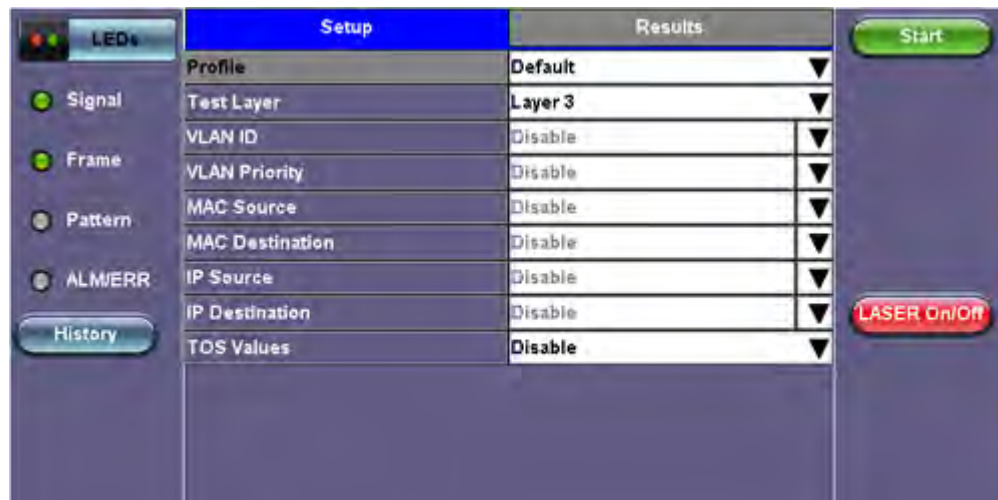 LEDs
Signal
Frame
Pattern
ALM/ERR
History
Setup Results
Profile Default
Test Layer Layer 3
VLAN ID Disable
VLAN Priority Disable
MAC Source Disable
MAC Destination Disable
IP Source Disable
IP Destination Disable
TOS Values Disable
Start
LASER On/Off